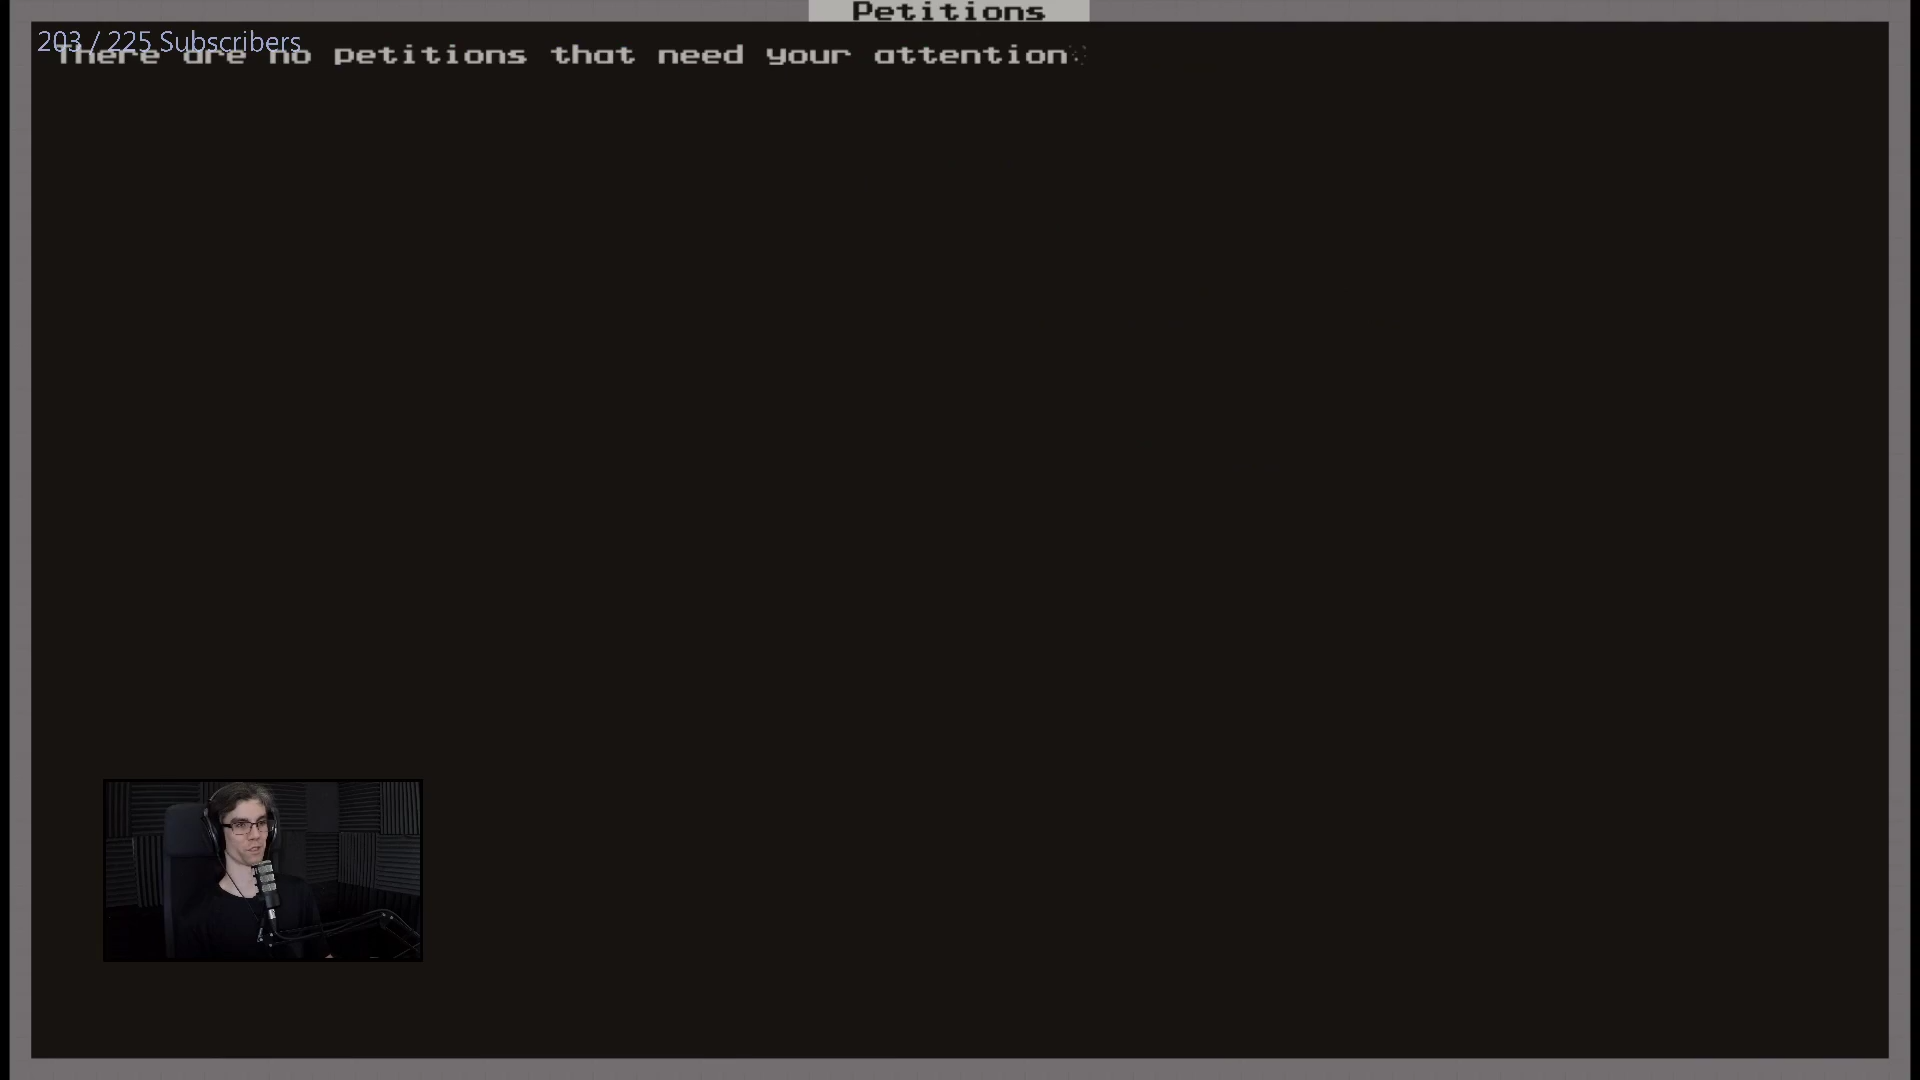 Petitions
203 / 225 Subscribers
There are no petitions that need your attention.